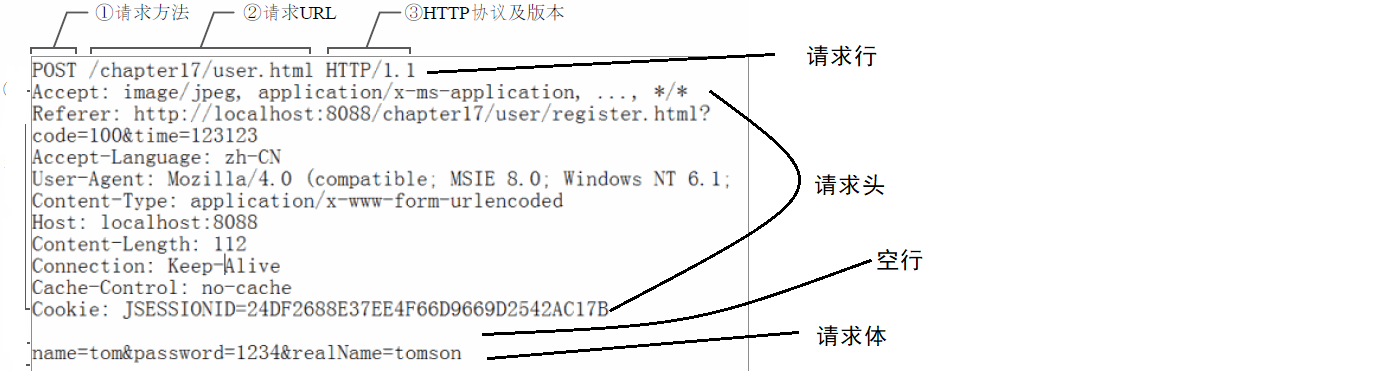 ①请求方法 ②请求URL ③HTTP协议及版本
POST /chapter17/user.html HTTP/1.1
请求行
Accept: image/jpeg, application/x-ms-application, ..., */*
Referer: http://localhost:8088/chapter17/user/register.html?
code=100&time=123123
Accept-Language: zh-CN
User-Agent: Mozilla/4.0 (compatible; MSIE 8.0; Windows NT 6.1;
请求头
Content-Type: application/x-www-form-urlencoded
Host: localhost:8088
Content-Length: 112
Connection: Keep-Alive
空行
Cache-Control: no-cache
Cookie: JSESSIONID=24DF2688E37EE4F66D9669D2542AC17B
请求体
name=tom&password=1234&realName=tomson